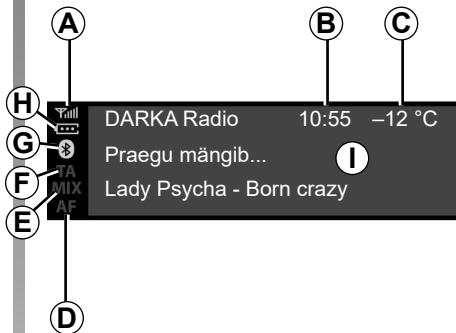 A
B
C
H
DARKA Radio 10:55 –12 °C
G
Praegu mängib...
I
F
TA
Lady Psycha - Born crazy
MIX
E
AF
D